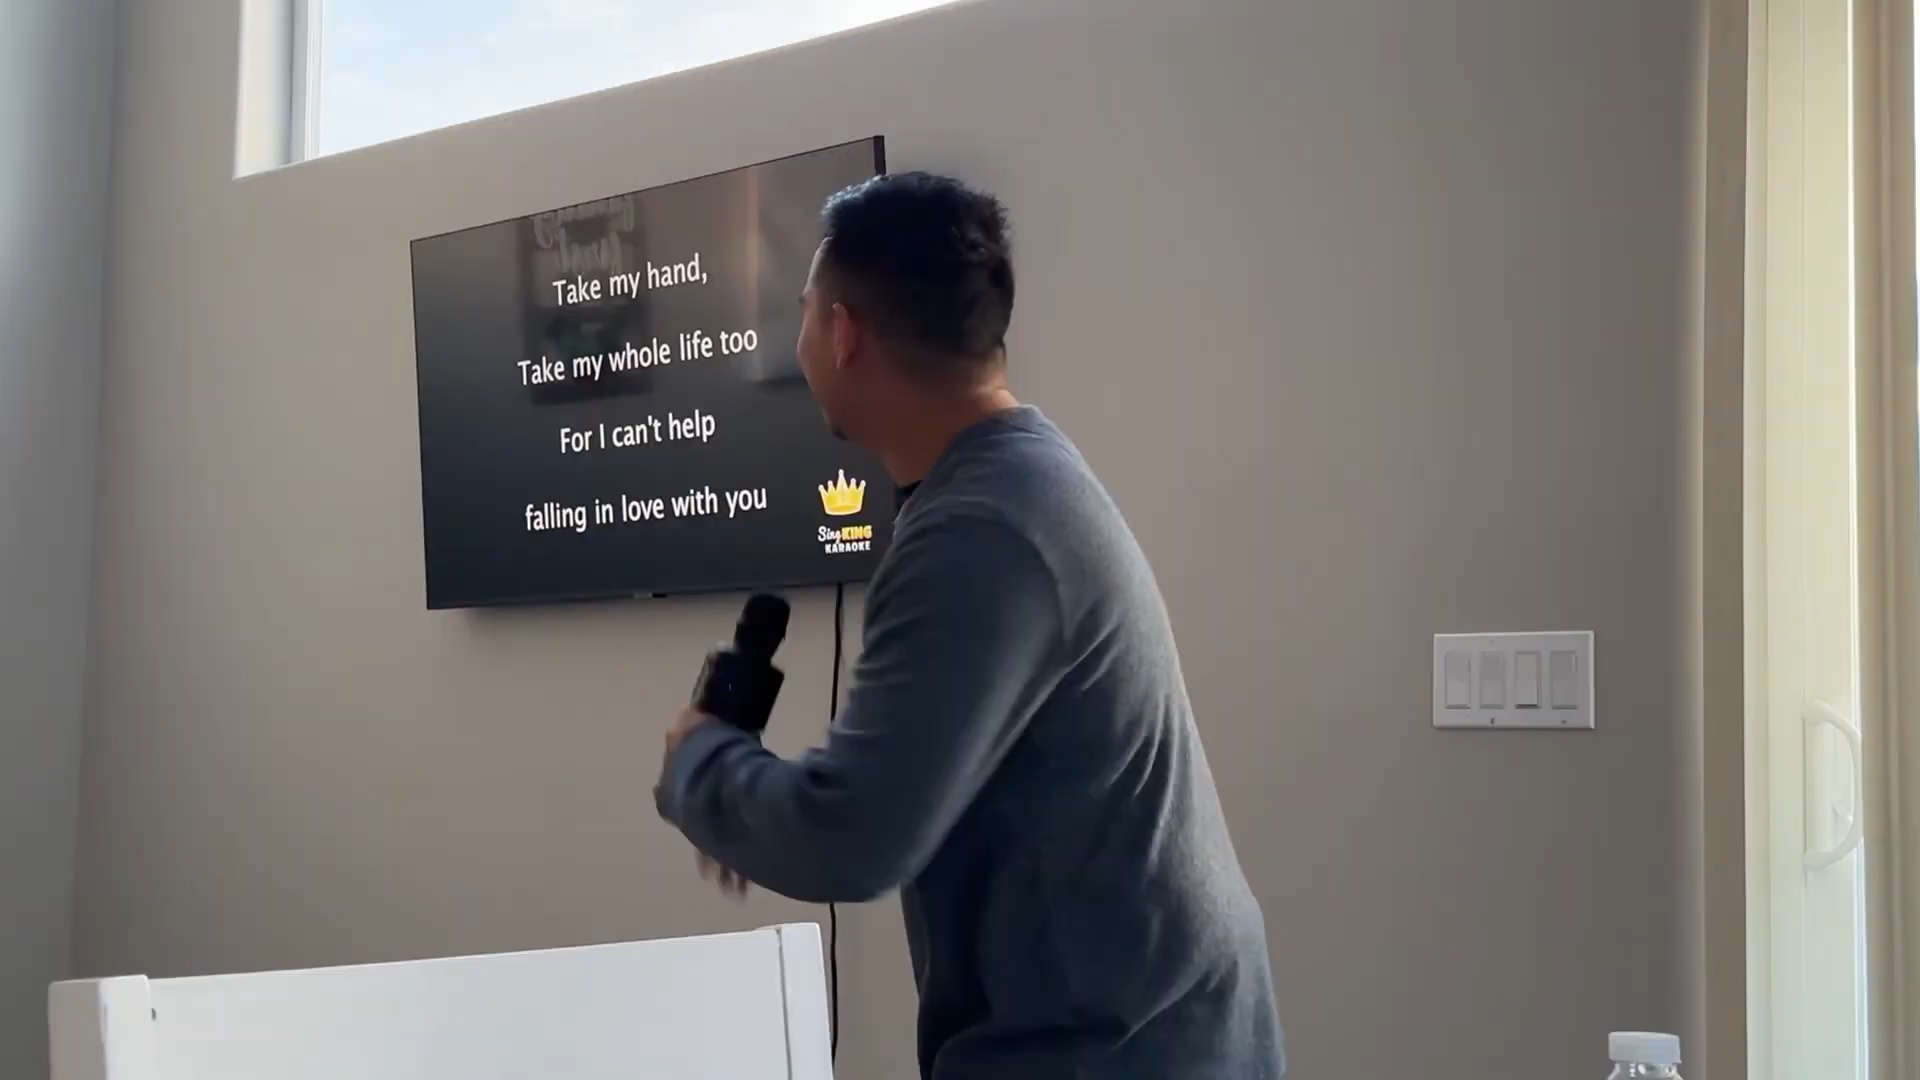 Take my hand,
Take my whole life too
For I can't help
falling in love with you
Sing KING
KARAOKE